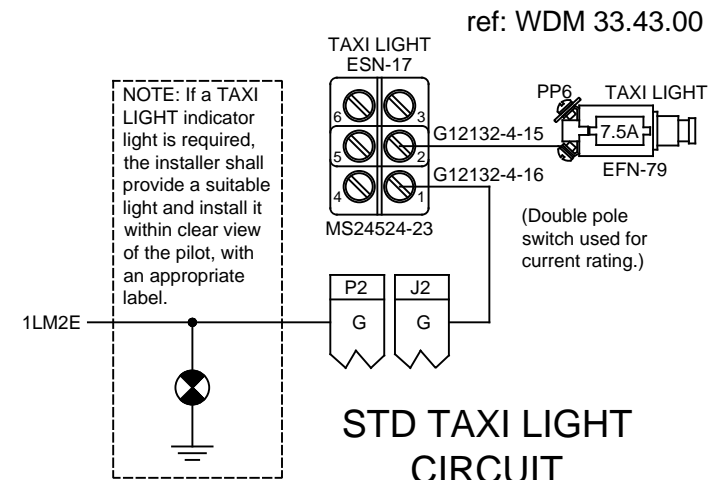 ref: WDM 33.43.00
TAXI LIGHT
ESN-17
NOTE: If a TAXI
LIGHT indicator
light is required,
the installer shall
provide a suitable
light and install it
within clear view
of the pilot, with
an appropriate
label.
6
3
5
2
4
1
MS24524-23
G12132-4-15
G12132-4-16
PP6
TAXI LIGHT
7.5A
EFN-79
(Double pole
switch used for
current rating.)
P2
J2
G
G
1LM2E
STD TAXI LIGHT
CIRCUIT